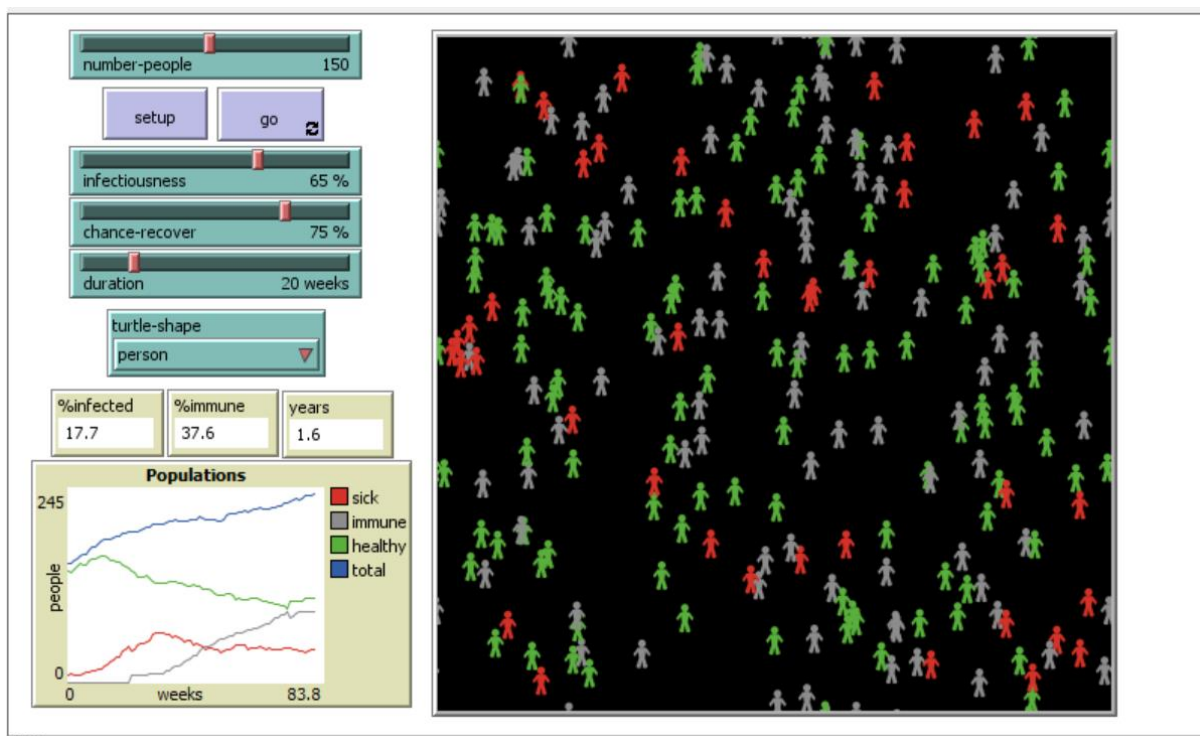 number-people 150
setup
go
infectiousness 65 %
chance-recover 75 %
duration 20 weeks
turtle-shape
person
%infected
17.7
%immune
37.6
years
1.6
Populations
245
people
0
0 weeks 83.8
sick
immune
healthy
total